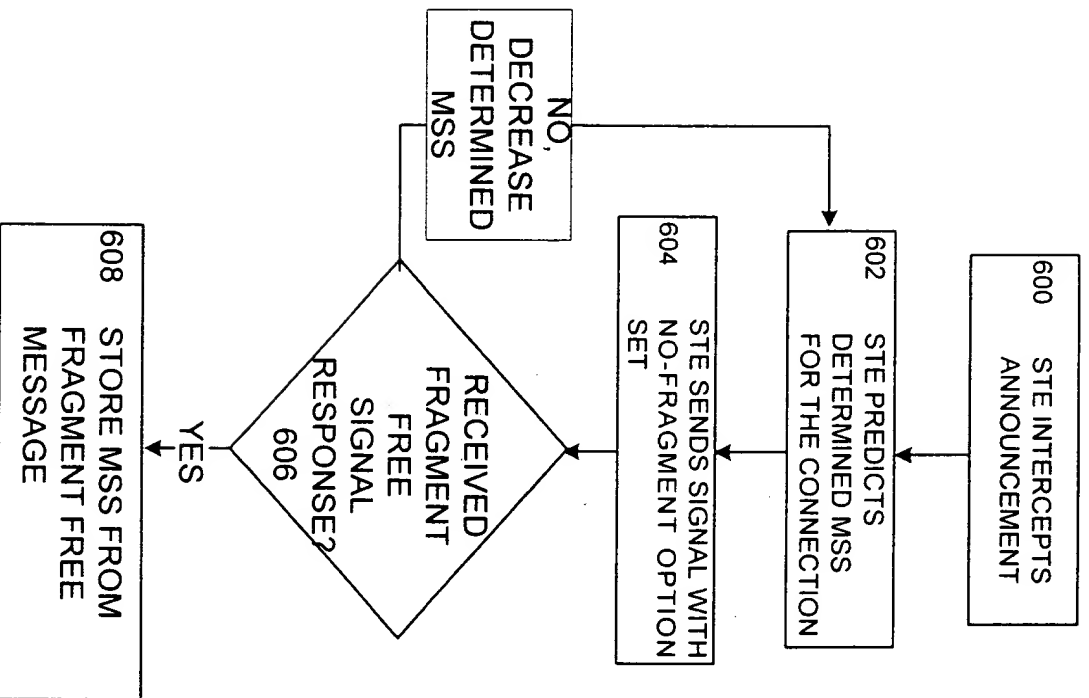 600 STE INTERCEPTS
ANNOUNCEMENT
602 STE PREDICTS
DETERMINED MSS
FOR THE CONNECTION
604 STE SENDS SIGNAL WITH
NO-FRAGMENT OPTION
SET
RECEIVED
FRAGMENT
FREE
SIGNAL
RESPONSE?
606
NO,
DECREASE
DETERMINED
MSS
YES
608 STORE MSS FROM
FRAGMENT FREE
MESSAGE